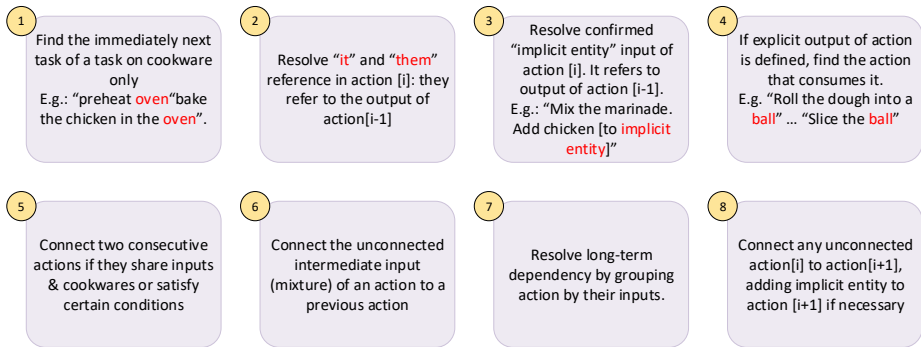 1
Find the immediately next
task of a task on cookware
only
E.g.: “preheat oven“bake
the chicken in the oven”.
2
Resolve “it” and “them”
reference in action [i]: they
refer to the output of
action[i-1]
3
Resolve confirmed
“implicit entity” input of
action [i]. It refers to
output of action [i-1].
E.g.: “Mix the marinade.
Add chicken [to implicit
entity]”
4
If explicit output of action
is defined, find the action
that consumes it.
E.g. “Roll the dough into a
ball” ... “Slice the ball”
5
Connect two consecutive
actions if they share inputs
& cookwares or satisfy
certain conditions
6
Connect the unconnected
intermediate input
(mixture) of an action to a
previous action
7
Resolve long-term
dependency by grouping
action by their inputs.
8
Connect any unconnected
action[i] to action[i+1],
adding implicit entity to
action [i+1] if necessary